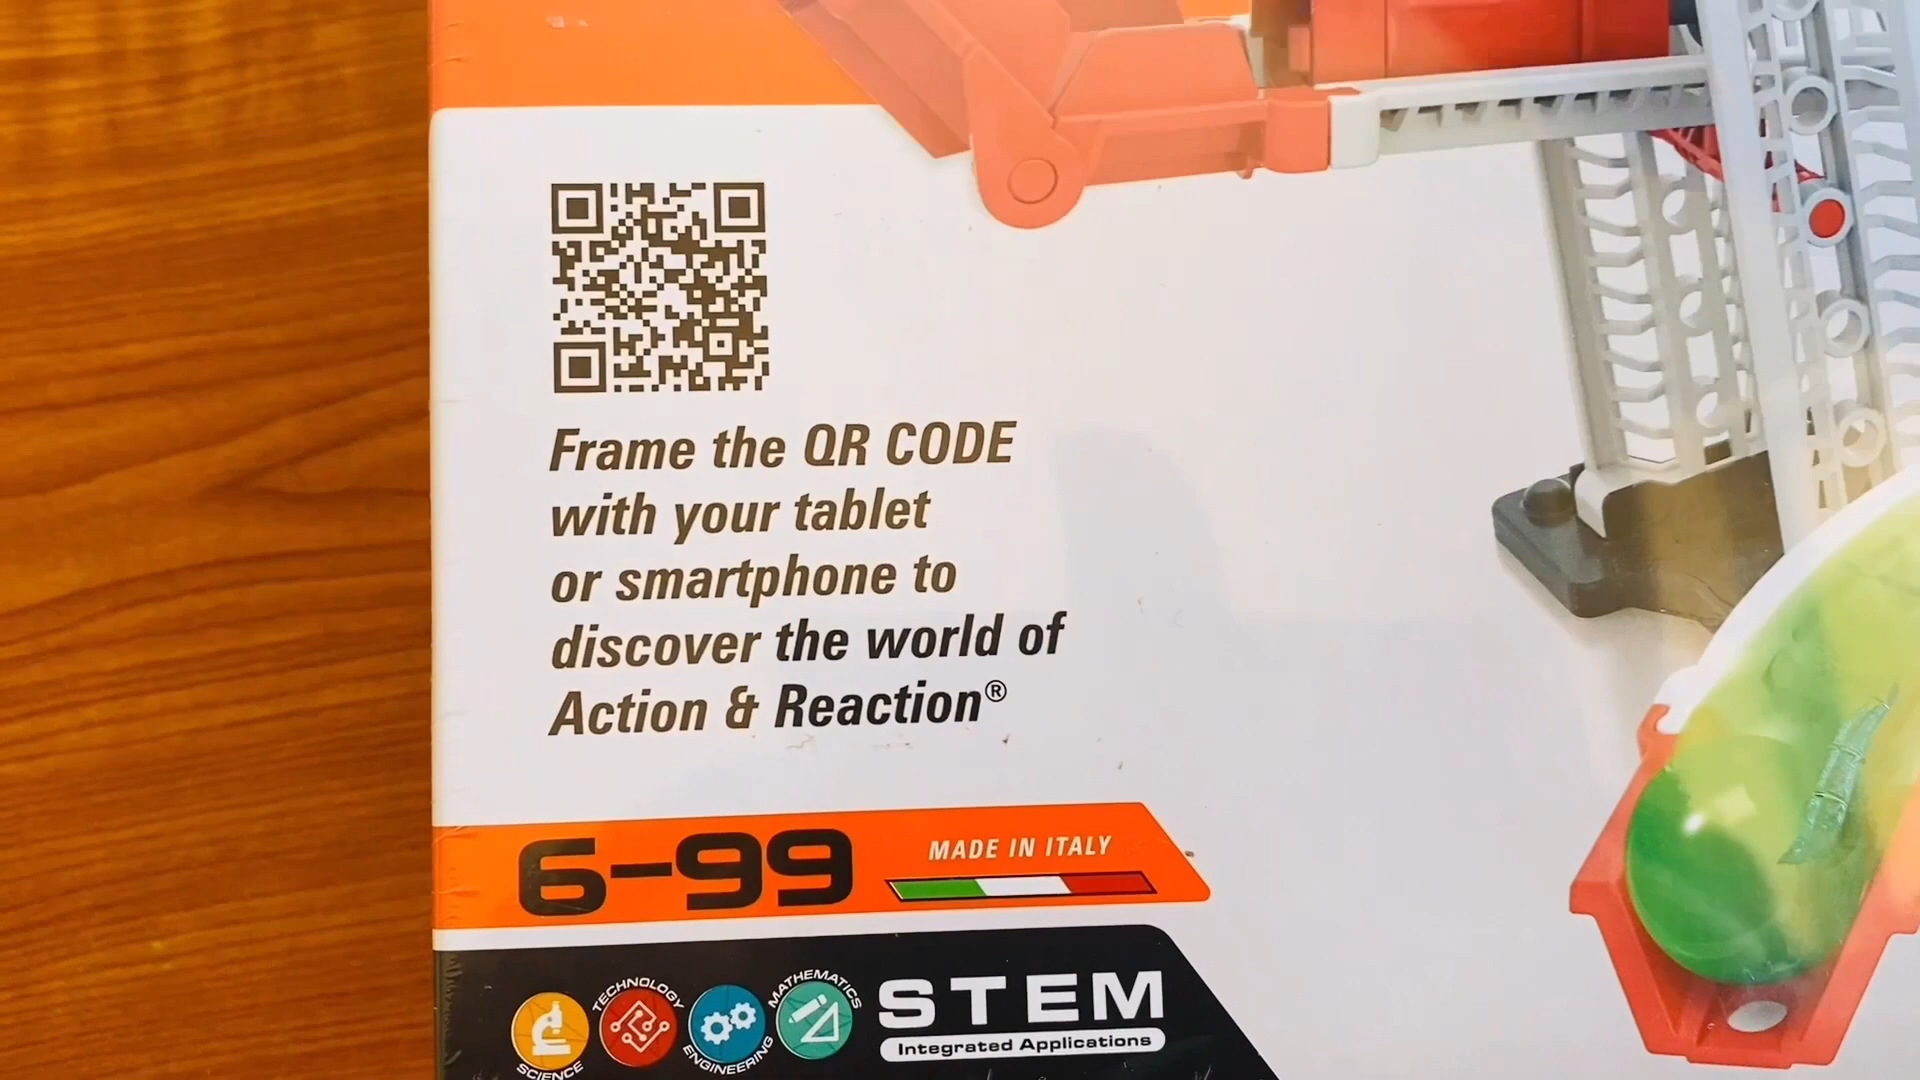 Frame the QR CODE
with your tablet
or smartphone to
discover the world of
Action & Reaction®
6-99
MADE IN ITALY
SCIENCE
TECHNOLOGY
ENGINEERING
MATHEMATICS
STEM
Integrated Applications